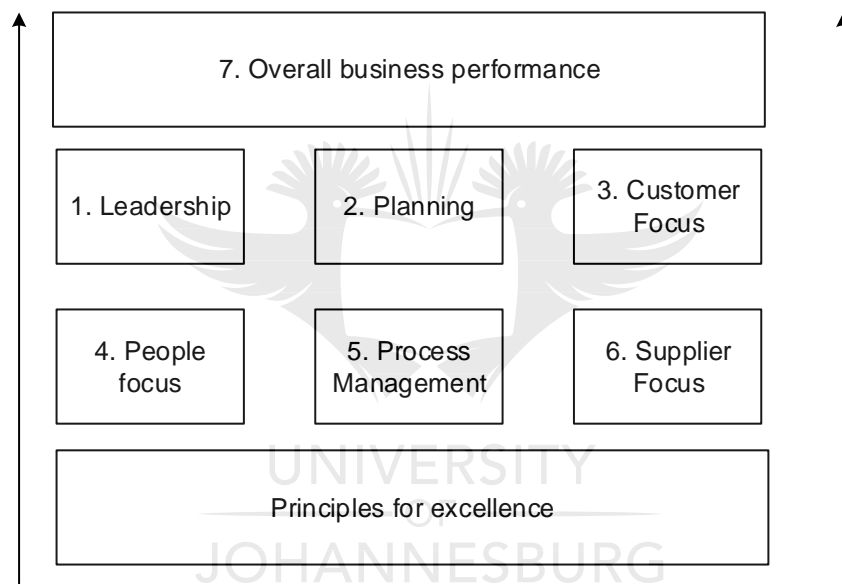 7. Overall business performance
1. Leadership
2. Planning
3. Customer
Focus
4. People
focus
5. Process
Management
6. Supplier
Focus
Principles for excellence
UNIVERSITY
OF
JOHANNESBURG